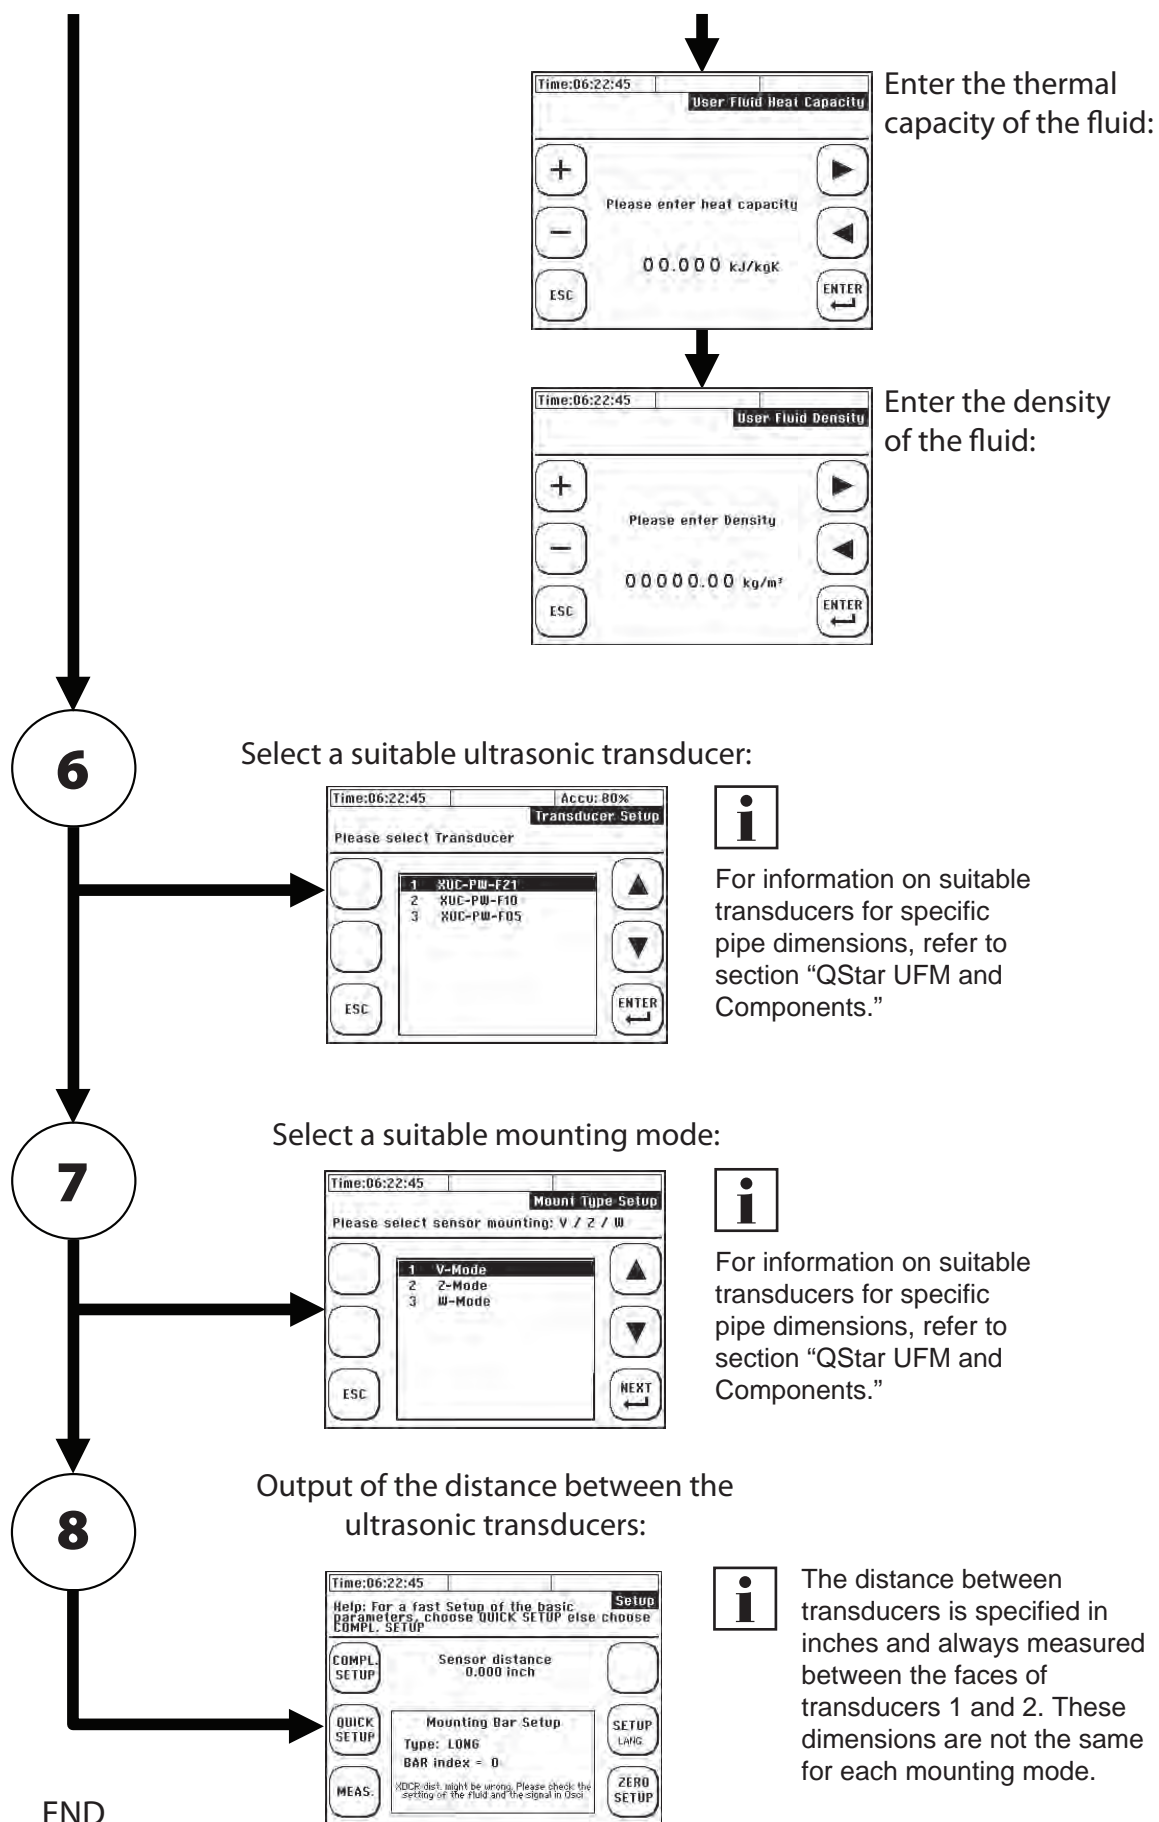 Time:06:22:45
User Fluid Heat Capacity
+
Please enter heat capacity
−
00.000 kJ/kgK
ESC
ENTER
Enter the thermal
capacity of the fluid:
Time:06:22:45
User Fluid Density
+
Please enter Density
−
00000.00 kg/m³
ESC
ENTER
Enter the density
of the fluid:
6
Select a suitable ultrasonic transducer:
Time:06:22:45 Accu: 80%
Transducer Setup
Please select Transducer
1 XUC-PW-F21
2 XUC-PW-F10
3 XUC-PW-F05
ESC
ENTER
i
For information on suitable
transducers for specific
pipe dimensions, refer to
section “QStar UFM and
Components.”
7
Select a suitable mounting mode:
Time:06:22:45
Mount Type Setup
Please select sensor mounting: V / Z / W
1 V-Mode
2 Z-Mode
3 W-Mode
ESC
NEXT
i
For information on suitable
transducers for specific
pipe dimensions, refer to
section “QStar UFM and
Components.”
8
Output of the distance between the
ultrasonic transducers:
Time:06:22:45
Setup
Help: For a fast Setup of the basic
parameters, choose QUICK SETUP else choose
COMPL. SETUP
COMPL.
SETUP
Sensor distance
0.000 inch
QUICK
SETUP
Mounting Bar Setup
Type: LONG
BAR index = 0
XDCR dist. might be wrong. Please check the
setting of the fluid and the signal in Osci
SETUP
LANG.
MEAS.
ZERO
SETUP
i
The distance between
transducers is specified in
inches and always measured
between the faces of
transducers 1 and 2. These
dimensions are not the same
for each mounting mode.
END